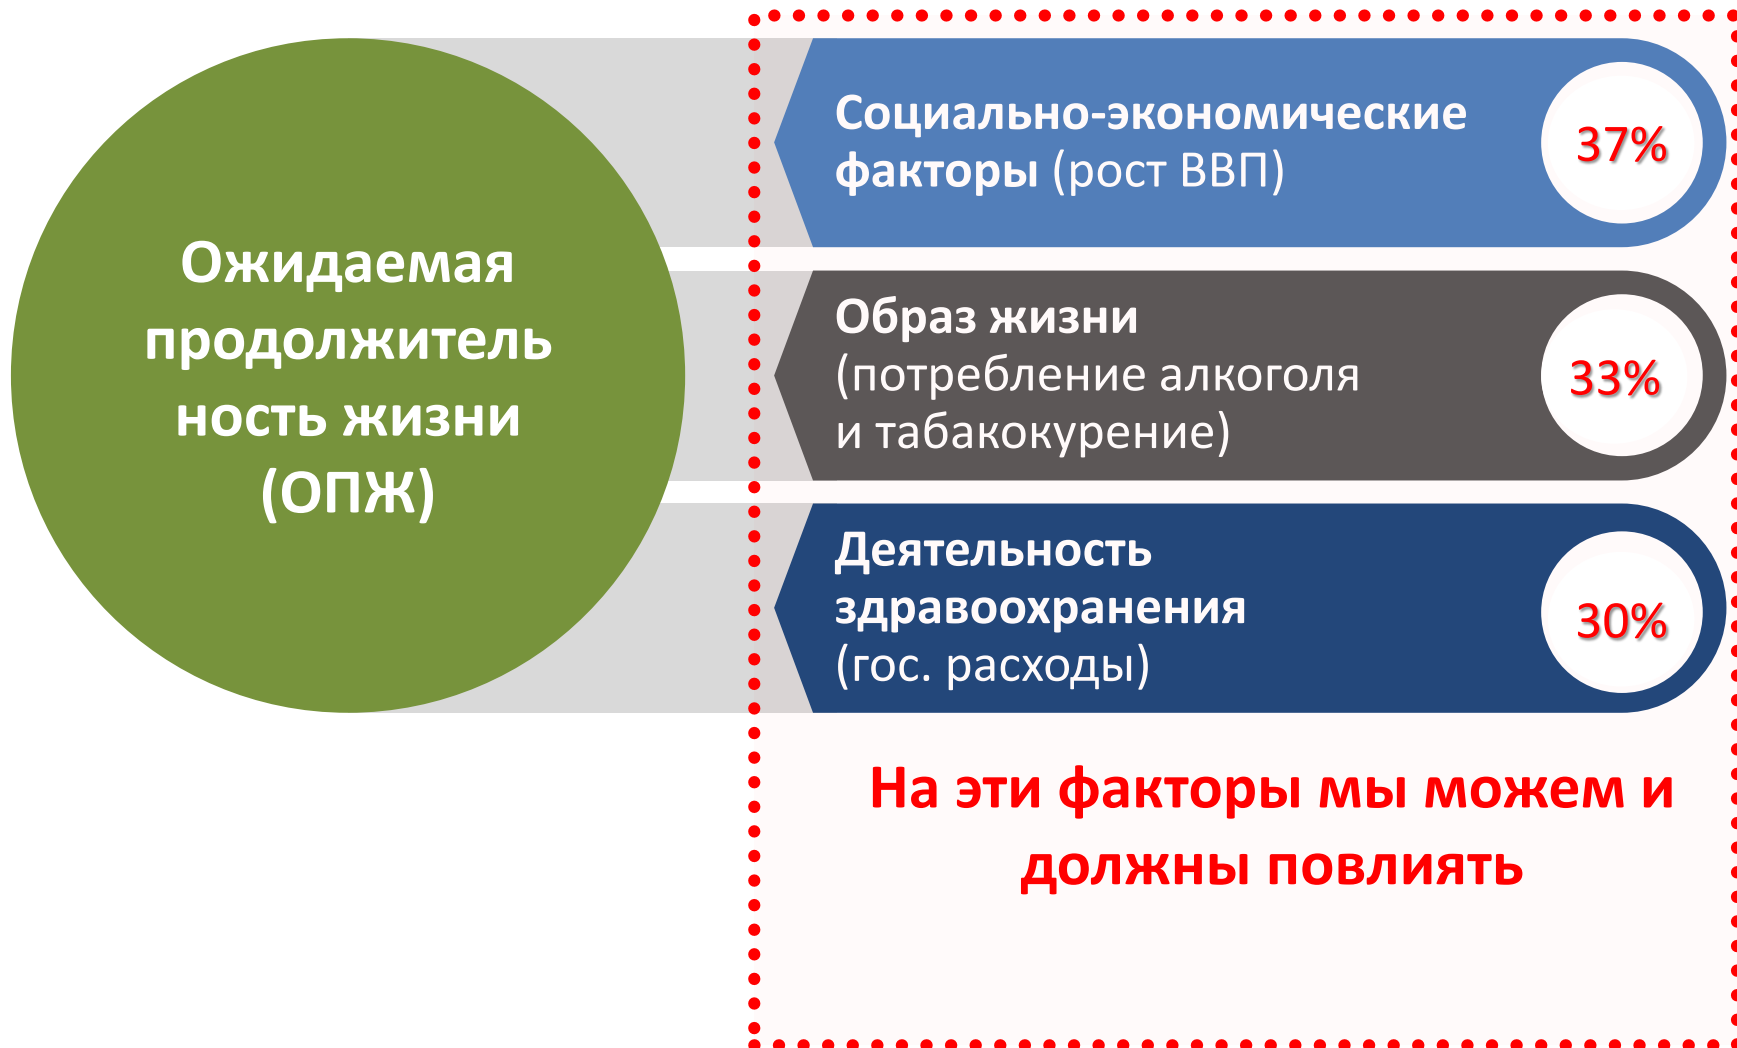 Ожидаемая
продолжитель
ность жизни
(ОПЖ)
Социально-экономические
факторы (рост ВВП)
37%
Образ жизни
(потребление алкоголя
и табакокурение)
33%
Деятельность
здравоохранения
(гос. расходы)
30%
На эти факторы мы можем и
должны повлиять